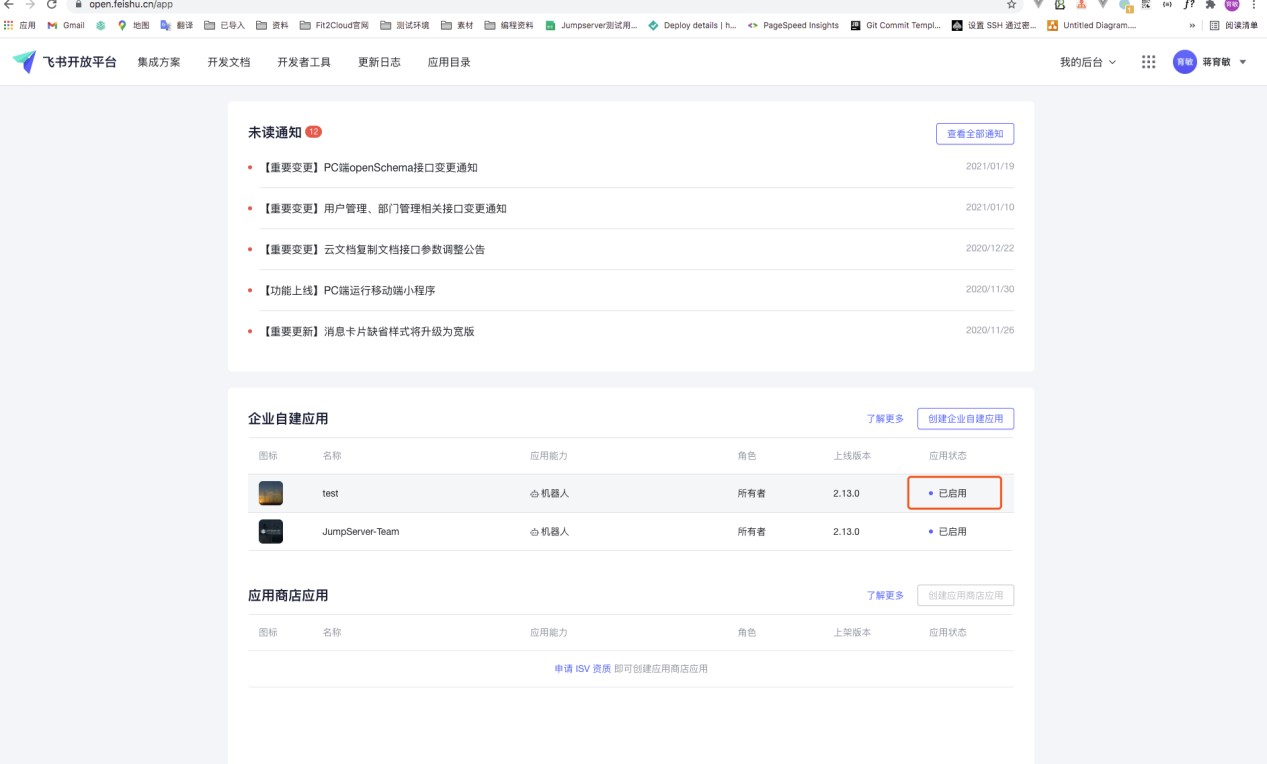 open.feishu.cn/app
应用 Gmail 地图 翻译 已导入 资料 Fit2Cloud官网 测试环境 素材 编程资料 Jumpserver测试用... Deploy details | h... PageSpeed Insights Git Commit Templ... 设置 SSH 通过密... Untitled Diagram.... » 阅读清单
飞书开放平台 集成方案 开发文档 开发者工具 更新日志 应用目录 我的后台 育敏 蒋育敏
未读通知 12 查看全部通知
【重要变更】PC端openSchema接口变更通知 2021/01/19
【重要变更】用户管理、部门管理相关接口变更通知 2021/01/10
【重要变更】云文档复制文档接口参数调整公告 2020/12/22
【功能上线】PC端运行移动端小程序 2020/11/30
【重要更新】消息卡片缺省样式将升级为宽版 2020/11/26
企业自建应用 了解更多 创建企业自建应用
图标 名称 应用能力 角色 上线版本 应用状态
test 机器人 所有者 2.13.0 已启用
JumpServer-Team 机器人 所有者 2.13.0 已启用
应用商店应用 了解更多 创建应用商店应用
图标 名称 应用能力 角色 上架版本 应用状态
申请 ISV 资质 即可创建应用商店应用